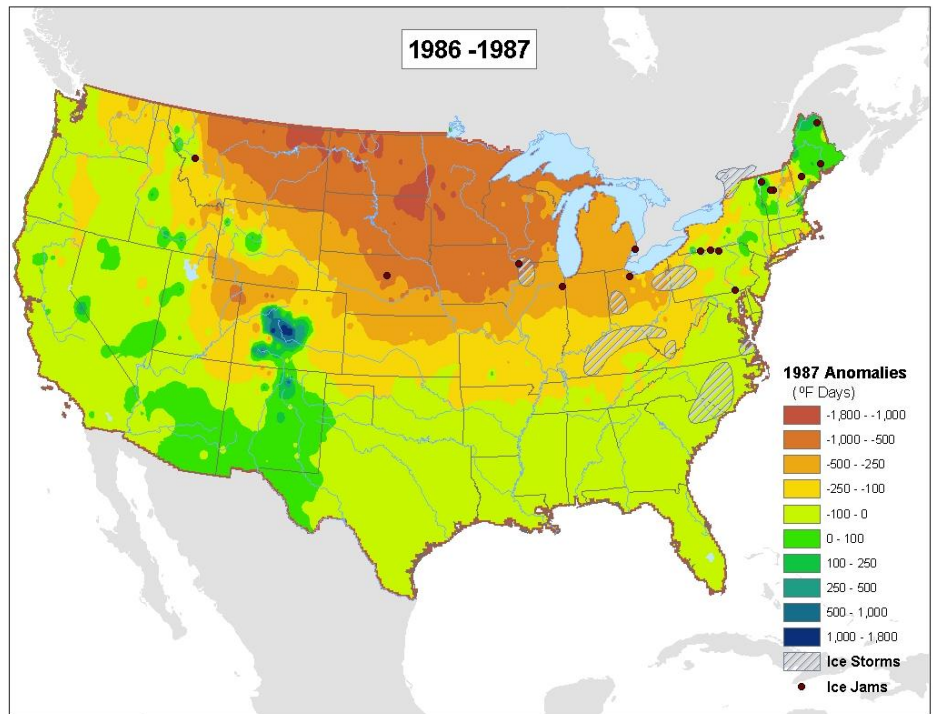 1986 -1987
1987 Anomalies
(ºF Days)
-1,800 - -1,000
-1,000 - -500
-500 - -250
-250 - -100
-100 - 0
0 - 100
100 - 250
250 - 500
500 - 1,000
1,000 - 1,800
Ice Storms
Ice Jams